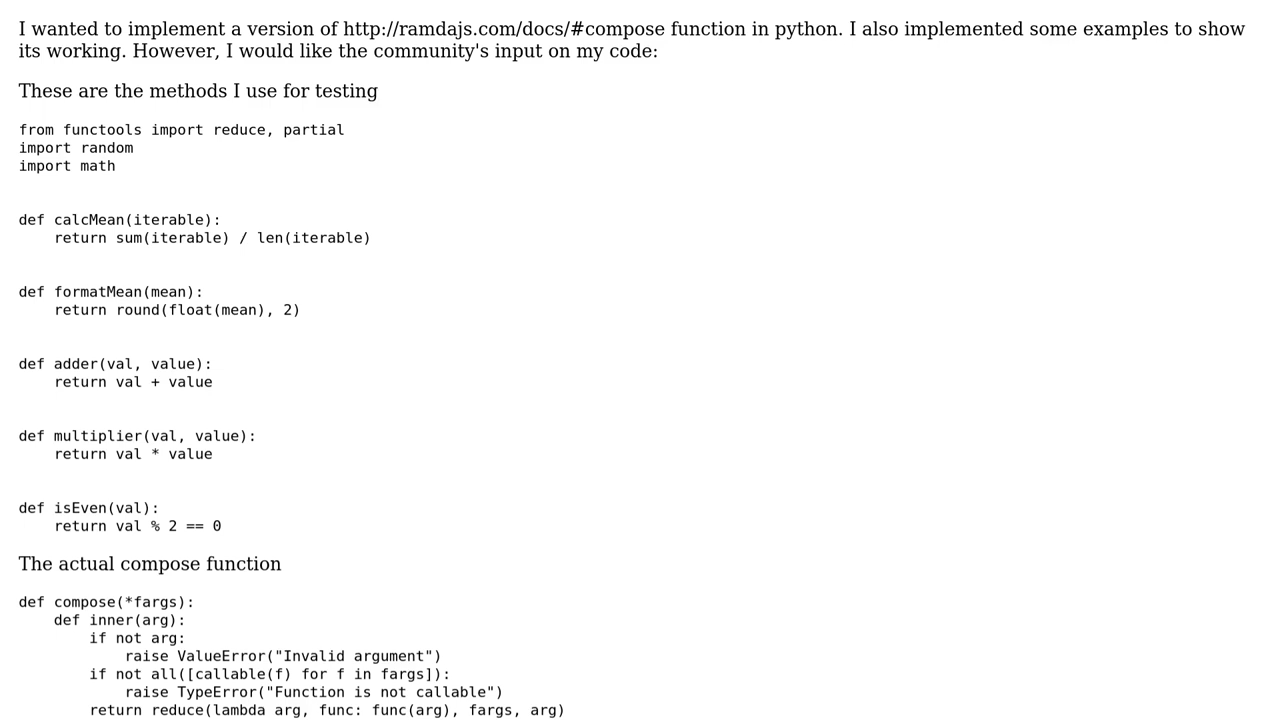 I wanted to implement a version of http://ramdajs.com/docs/#compose function in python. I also implemented some examples to show
its working. However, I would like the community's input on my code:
These are the methods I use for testing
from functools import reduce, partial
import random
import math
def calcMean(iterable):
    return sum(iterable) / len(iterable)
def formatMean(mean):
    return round(float(mean), 2)
def adder(val, value):
    return val + value
def multiplier(val, value):
    return val * value
def isEven(val):
    return val % 2 == 0
The actual compose function
def compose(*fargs):
    def inner(arg):
        if not arg:
            raise ValueError("Invalid argument")
        if not all([callable(f) for f in fargs]):
            raise TypeError("Function is not callable")
        return reduce(lambda arg, func: func(arg), fargs, arg)